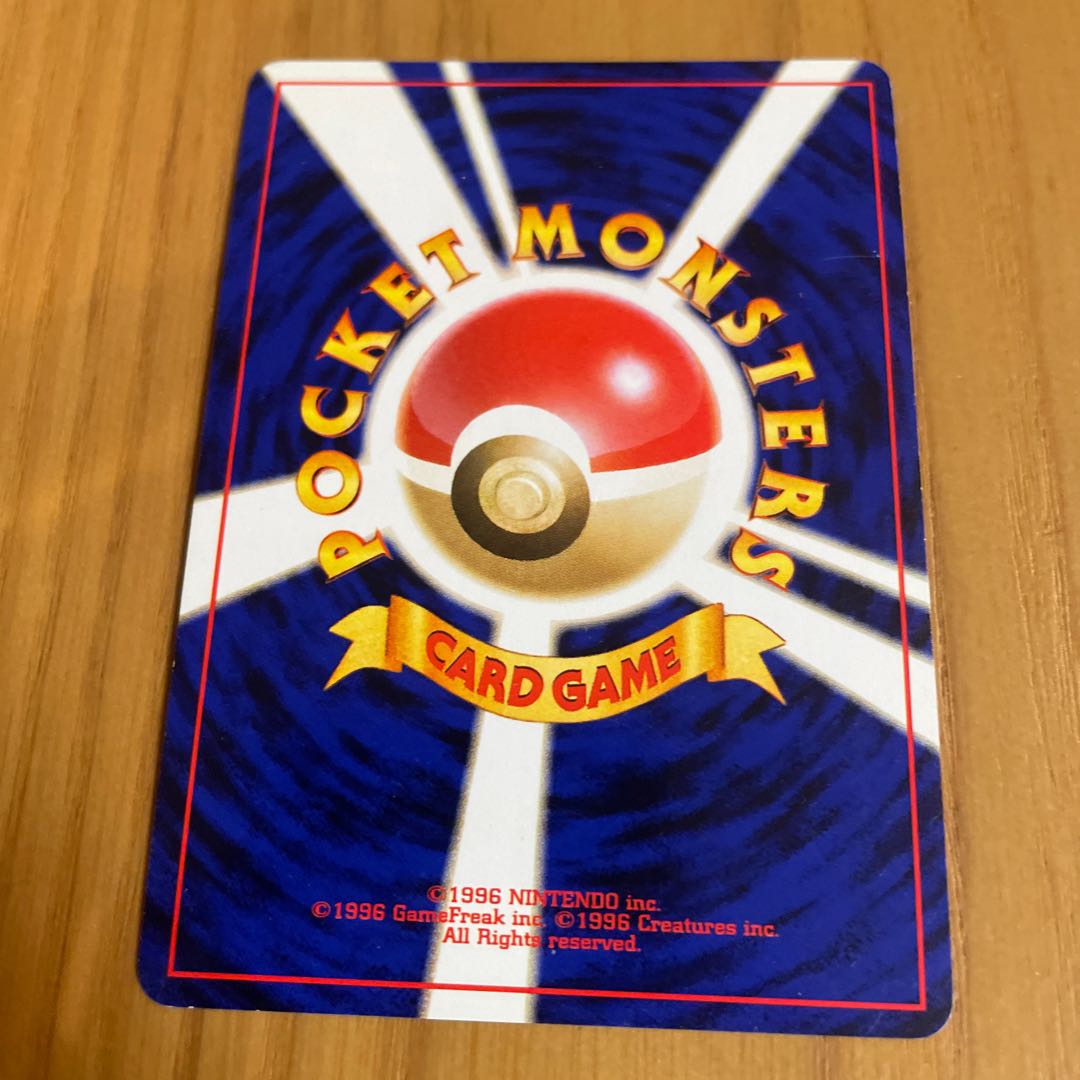 POCKET MONSTERS
CARD GAME
©1996 NINTENDO inc.
©1996 GameFreak inc. ©1996 Creatures inc.
All Rights reserved.